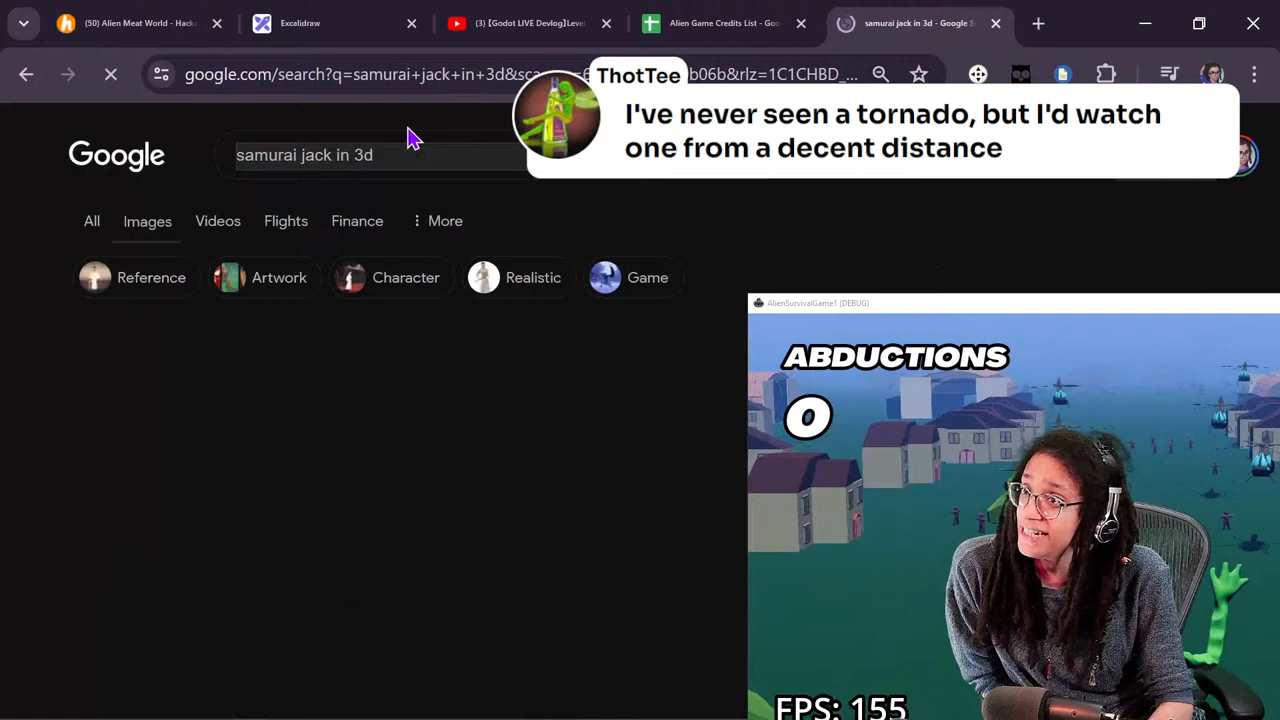 (50) Alien Meat World - Hack
Excalidraw
(3) [Godot LIVE Devlog] Level
Alien Game Credits List - Goo
samurai jack in 3d - Google S
google.com/search?q=samurai+jack+in+3d&sca
b06b&rlz=1C1CHBD_...
ThotTee
I've never seen a tornado, but I'd watch
one from a decent distance
Google
samurai jack in 3d
All
Images
Videos
Flights
Finance
More
Reference
Artwork
Character
Realistic
Game
AlienSurvivalGame1 (DEBUG)
ABDUCTIONS
0
FPS: 155